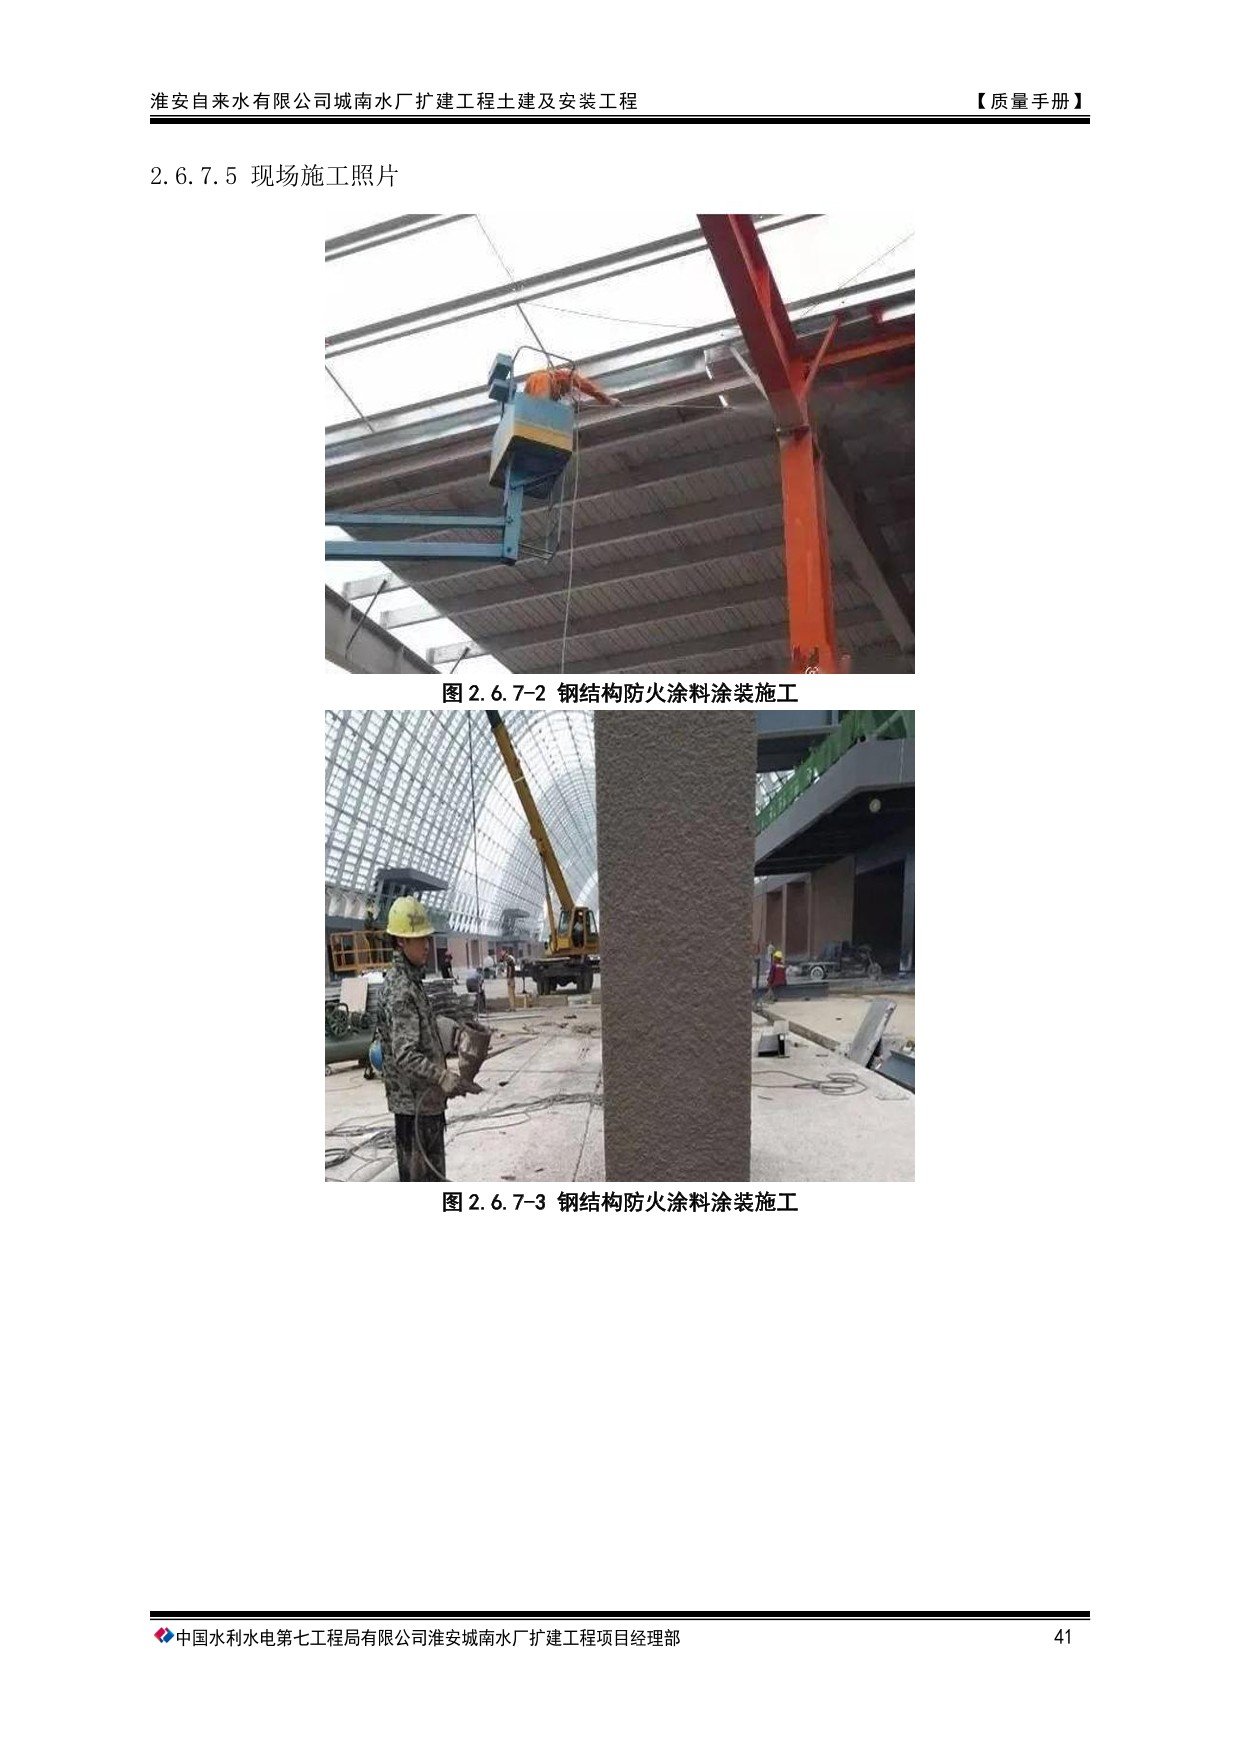 淮安自来水有限公司城南水厂扩建工程土建及安装工程 【质量手册】
2.6.7.5 现场施工照片
图 2.6.7-2 钢结构防火涂料涂装施工
图 2.6.7-3 钢结构防火涂料涂装施工
中国水利水电第七工程局有限公司淮安城南水厂扩建工程项目经理部 41